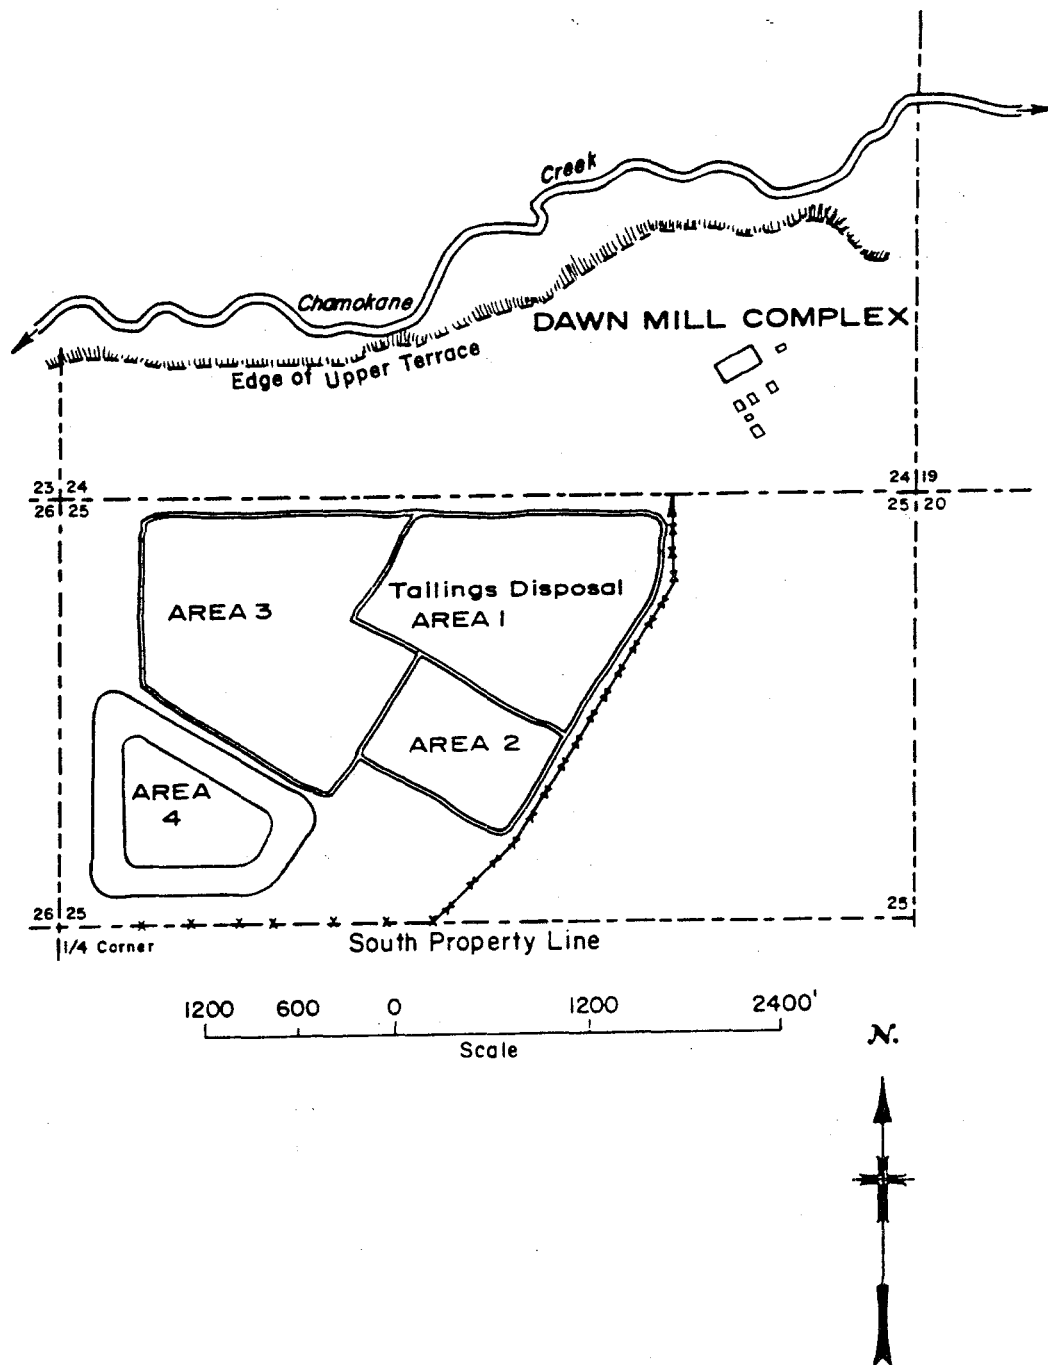 Creek
Chamokane
DAWN MILL COMPLEX
Edge of Upper Terrace
23 24
24 19
26 25
25 20
Tailings Disposal
AREA 1
AREA 3
AREA 2
AREA
4
26 25
25
1/4 Corner
South Property Line
1200 600 0 1200 2400'
Scale
N.